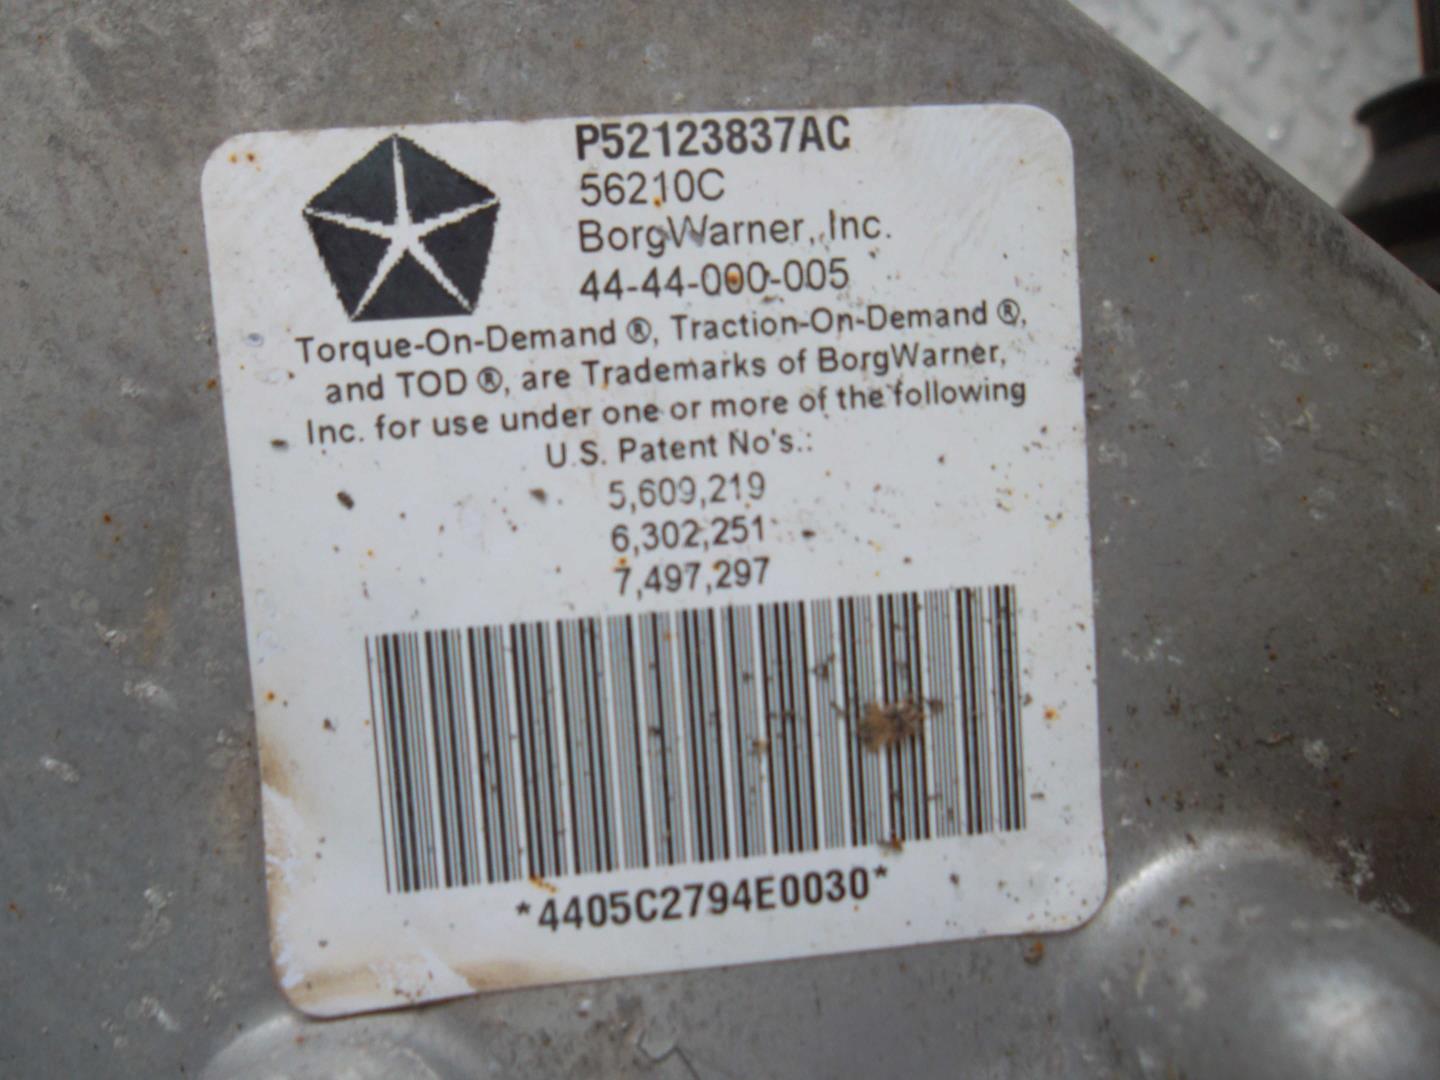 P52123837AC
56210C
BorgWarner, Inc.
44-44-000-005
Torque-On-Demand ®, Traction-On-Demand ®,
and TOD ®, are Trademarks of BorgWarner,
Inc. for use under one or more of the following
U.S. Patent No's.:
5,609,219
6,302,251
7,497,297
*4405C2794E0030*